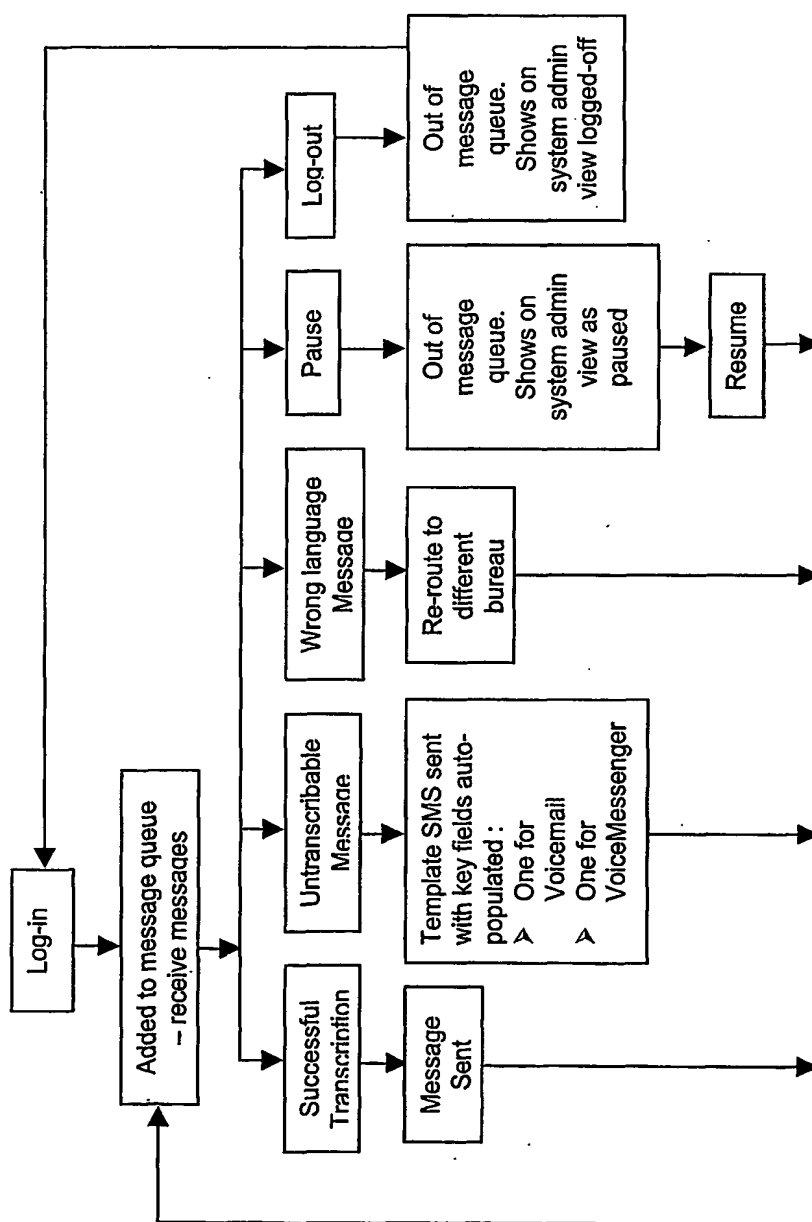 Log-in
Added to message queue
– receive messages
Successful
Transcription
Untranscribable
Message
Wrong language
Message
Pause
Log-out
Message
Sent
Template SMS sent
with key fields auto-
populated :
➢ One for
Voicemail
➢ One for
VoiceMessenger
Re-route to
different
bureau
Out of
message
queue.
Shows on
system admin
view as
paused
Out of
message
queue.
Shows on
system admin
view logged-off
Resume